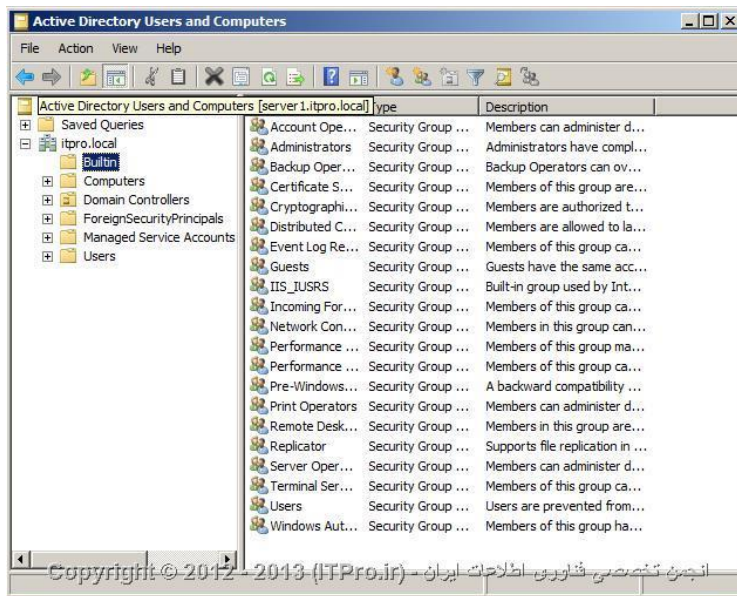 Active Directory Users and Computers
File Action View Help
Active Directory Users and Computers [server1.itpro.local] Type Description
Saved Queries
itpro.local
Builtin
Computers
Domain Controllers
ForeignSecurityPrincipals
Managed Service Accounts
Users
Account Ope... Security Group ... Members can administer d...
Administrators Security Group ... Administrators have compl...
Backup Oper... Security Group ... Backup Operators can ov...
Certificate S... Security Group ... Members of this group are...
Cryptographi... Security Group ... Members are authorized t...
Distributed C... Security Group ... Members are allowed to la...
Event Log Re... Security Group ... Members of this group ca...
Guests Security Group ... Guests have the same acc...
IIS_IUSRS Security Group ... Built-in group used by Int...
Incoming For... Security Group ... Members of this group ca...
Network Con... Security Group ... Members in this group can...
Performance ... Security Group ... Members of this group ma...
Performance ... Security Group ... Members of this group ca...
Pre-Windows... Security Group ... A backward compatibility ...
Print Operators Security Group ... Members can administer d...
Remote Desk... Security Group ... Members in this group are...
Replicator Security Group ... Supports file replication in ...
Server Oper... Security Group ... Members can administer d...
Terminal Ser... Security Group ... Members of this group ca...
Users Security Group ... Users are prevented from...
Windows Aut... Security Group ... Members of this group ha...
انجمن تخصصی فناوری اطلاعات ایران - Copyright © 2012 - 2013 (ITPro.ir)